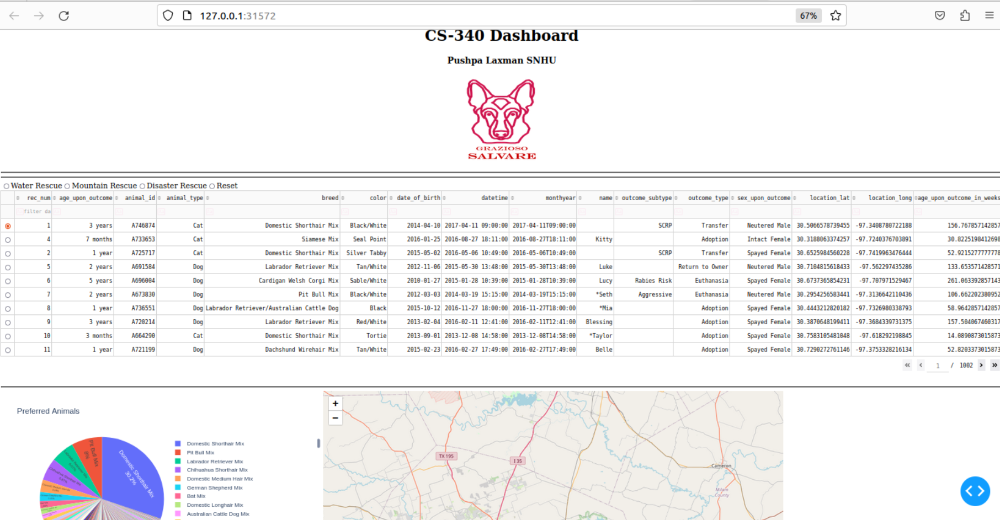 127.0.0.1:31572
67%
CS-340 Dashboard
Pushpa Laxman SNHU
GRAZIOSO
SALVARE
Water Rescue Mountain Rescue Disaster Rescue Reset
rec_num age_upon_outcome animal_id animal_type breed color date_of_birth datetime monthyear name outcome_subtype outcome_type sex_upon_outcome location_lat location_long age_upon_outcome_in_weeks
filter da
1 3 years A746874 Cat Domestic Shorthair Mix Black/White 2014-04-10 2017-04-11 09:00:00 2017-04-11T09:00:00 SCRP Transfer Neutered Male 30.5066578739455 -97.3408780722188 156.767857142857
4 7 months A733653 Cat Siamese Mix Seal Point 2016-01-25 2016-08-27 18:11:00 2016-08-27T18:11:00 Kitty Adoption Intact Female 30.3188063374257 -97.7240376703891 30.8225198412698
2 1 year A725717 Cat Domestic Shorthair Mix Silver Tabby 2015-05-02 2016-05-06 10:49:00 2016-05-06T10:49:00 SCRP Transfer Spayed Female 30.6525984560228 -97.7419963476444 52.9215277777778
5 2 years A691584 Dog Labrador Retriever Mix Tan/White 2012-11-06 2015-05-30 13:48:00 2015-05-30T13:48:00 Luke Return to Owner Neutered Male 30.7104815618433 -97.562297435286 133.653571428571
6 5 years A696004 Dog Cardigan Welsh Corgi Mix Sable/White 2010-01-27 2015-01-28 10:39:00 2015-01-28T10:39:00 Lucy Rabies Risk Euthanasia Spayed Female 30.6737365854231 -97.707971529467 261.063392857143
7 2 years A673830 Dog Pit Bull Mix Black/White 2012-03-03 2014-03-19 15:15:00 2014-03-19T15:15:00 *Seth Aggressive Euthanasia Neutered Male 30.2954256583441 -97.3136642110436 106.662202380952
8 1 year A736551 Dog Labrador Retriever/Australian Cattle Dog Black 2015-10-12 2016-11-27 18:00:00 2016-11-27T18:00:00 *Mia Adoption Spayed Female 30.4443212820182 -97.7326980338793 58.9642857142857
9 3 years A720214 Dog Labrador Retriever Mix Red/White 2013-02-04 2016-02-11 12:41:00 2016-02-11T12:41:00 Blessing Adoption Spayed Female 30.3870648199411 -97.3684339731375 157.504067460317
10 3 months A664290 Cat Domestic Shorthair Mix Tortie 2013-09-01 2013-12-08 14:58:00 2013-12-08T14:58:00 *Taylor Adoption Spayed Female 30.7583105481048 -97.618292198845 14.0890873015873
11 1 year A721199 Dog Dachshund Wirehair Mix Tan/White 2015-02-23 2016-02-27 17:49:00 2016-02-27T17:49:00 Belle Adoption Spayed Female 30.7290272761146 -97.3753328216134 52.8203373015873
« ‹ 1 / 1002 › »
Preferred Animals
Domestic Shorthair Mix
30.2%
Pit Bull Mix
8%
Domestic Shorthair Mix
Pit Bull Mix
Labrador Retriever Mix
Chihuahua Shorthair Mix
Domestic Medium Hair Mix
German Shepherd Mix
Bat Mix
Domestic Longhair Mix
Australian Cattle Dog Mix
+
−
TX 195
I 35
Cameron
Milam
County